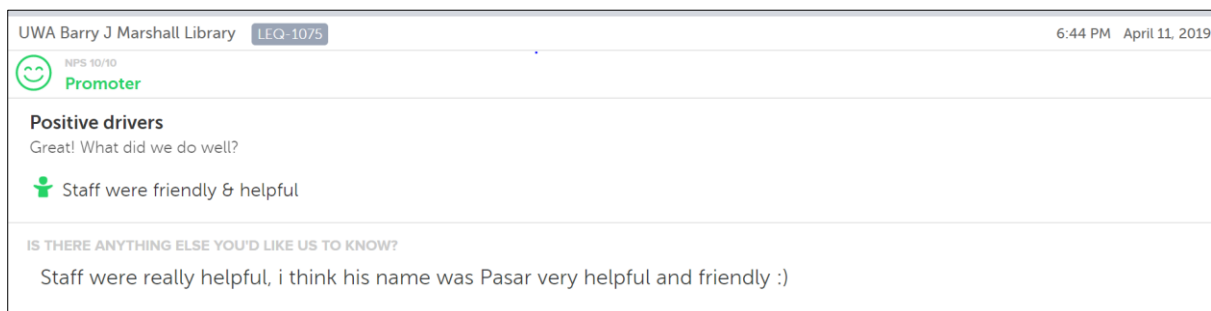 UWA Barry J Marshall Library LEQ-1075 6:44 PM April 11, 2019
NPS 10/10
Promoter
Positive drivers
Great! What did we do well?
Staff were friendly & helpful
IS THERE ANYTHING ELSE YOU'D LIKE US TO KNOW?
Staff were really helpful, i think his name was Pasar very helpful and friendly :)